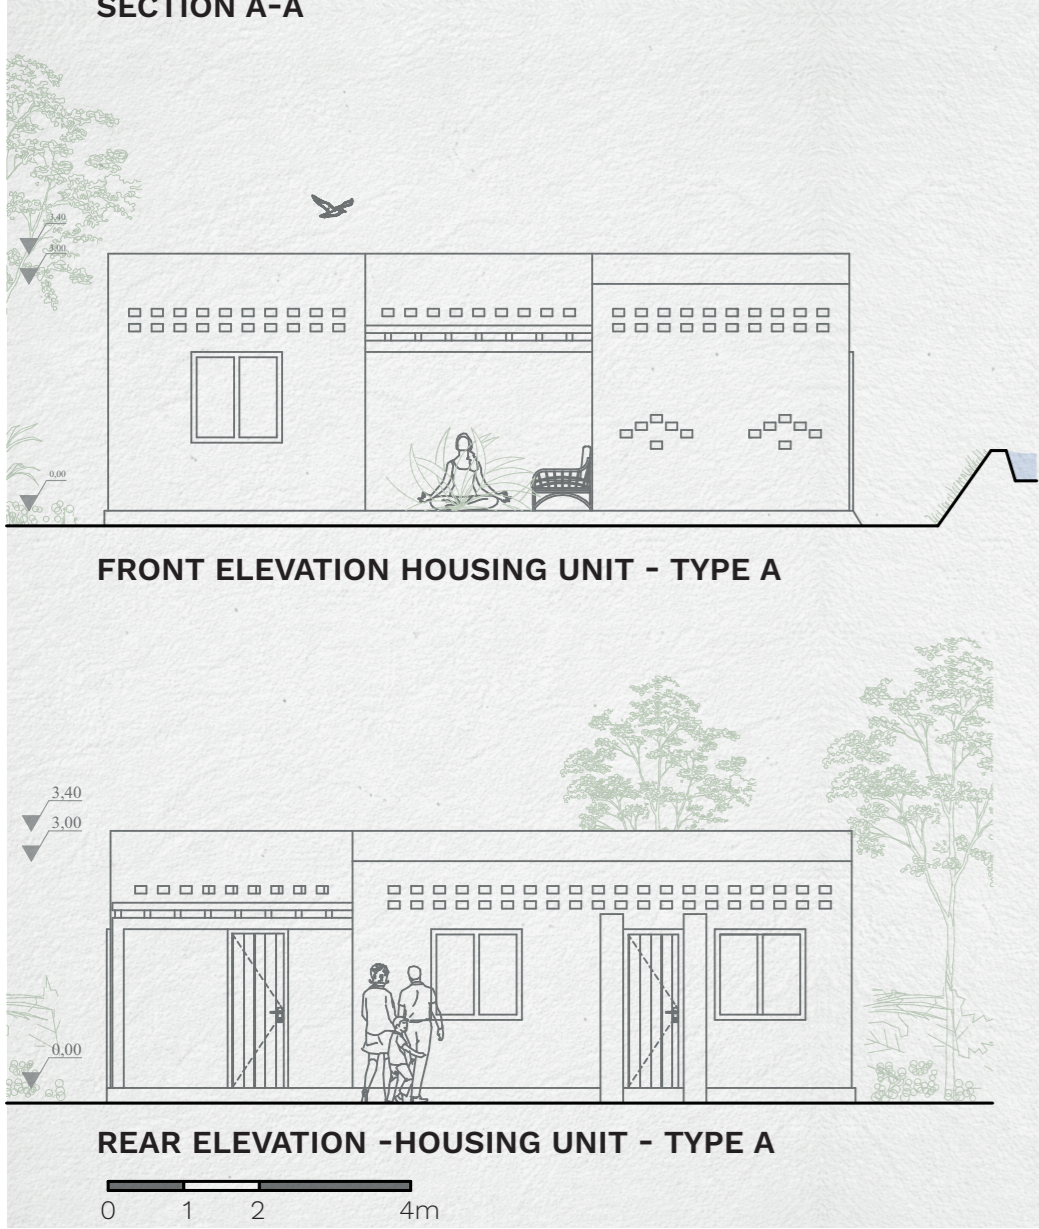 SECTION A-A
3,40
3,00
0,00
FRONT ELEVATION HOUSING UNIT - TYPE A
3,40
3,00
0,00
REAR ELEVATION -HOUSING UNIT - TYPE A
0 1 2 4m